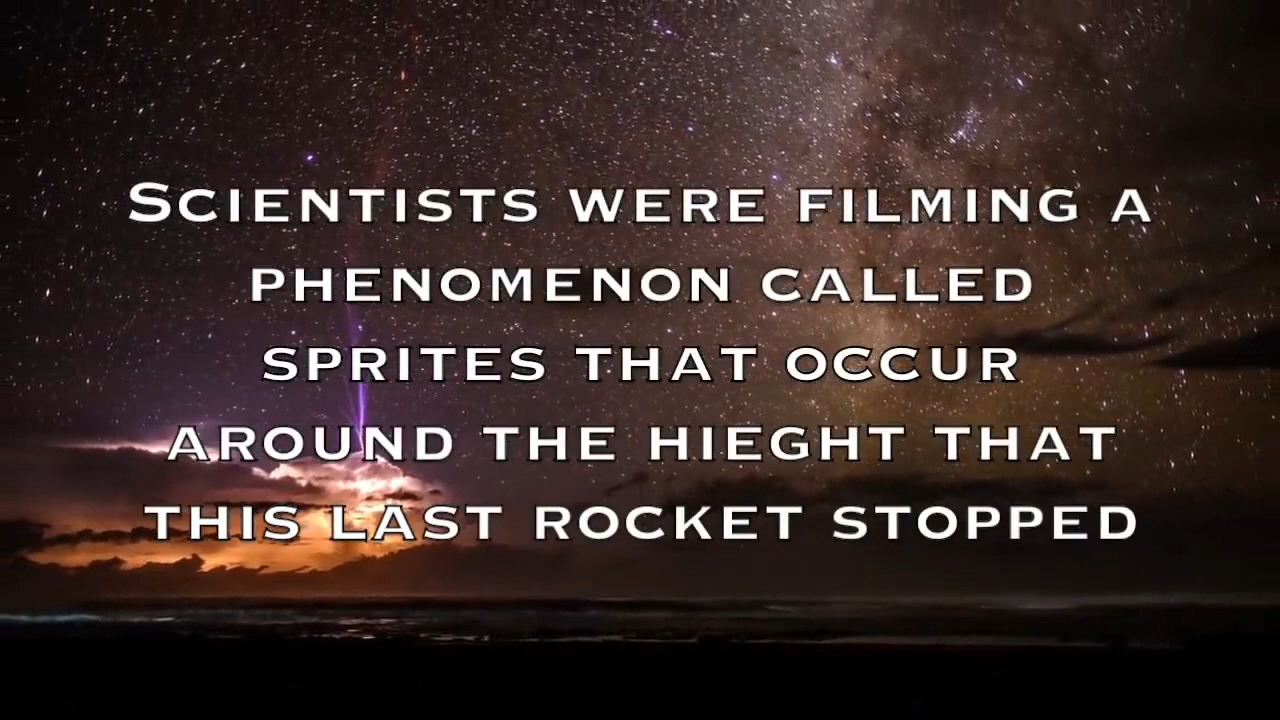 Scientists were filming a
phenomenon called
sprites that occur
around the hieght that
this last rocket stopped